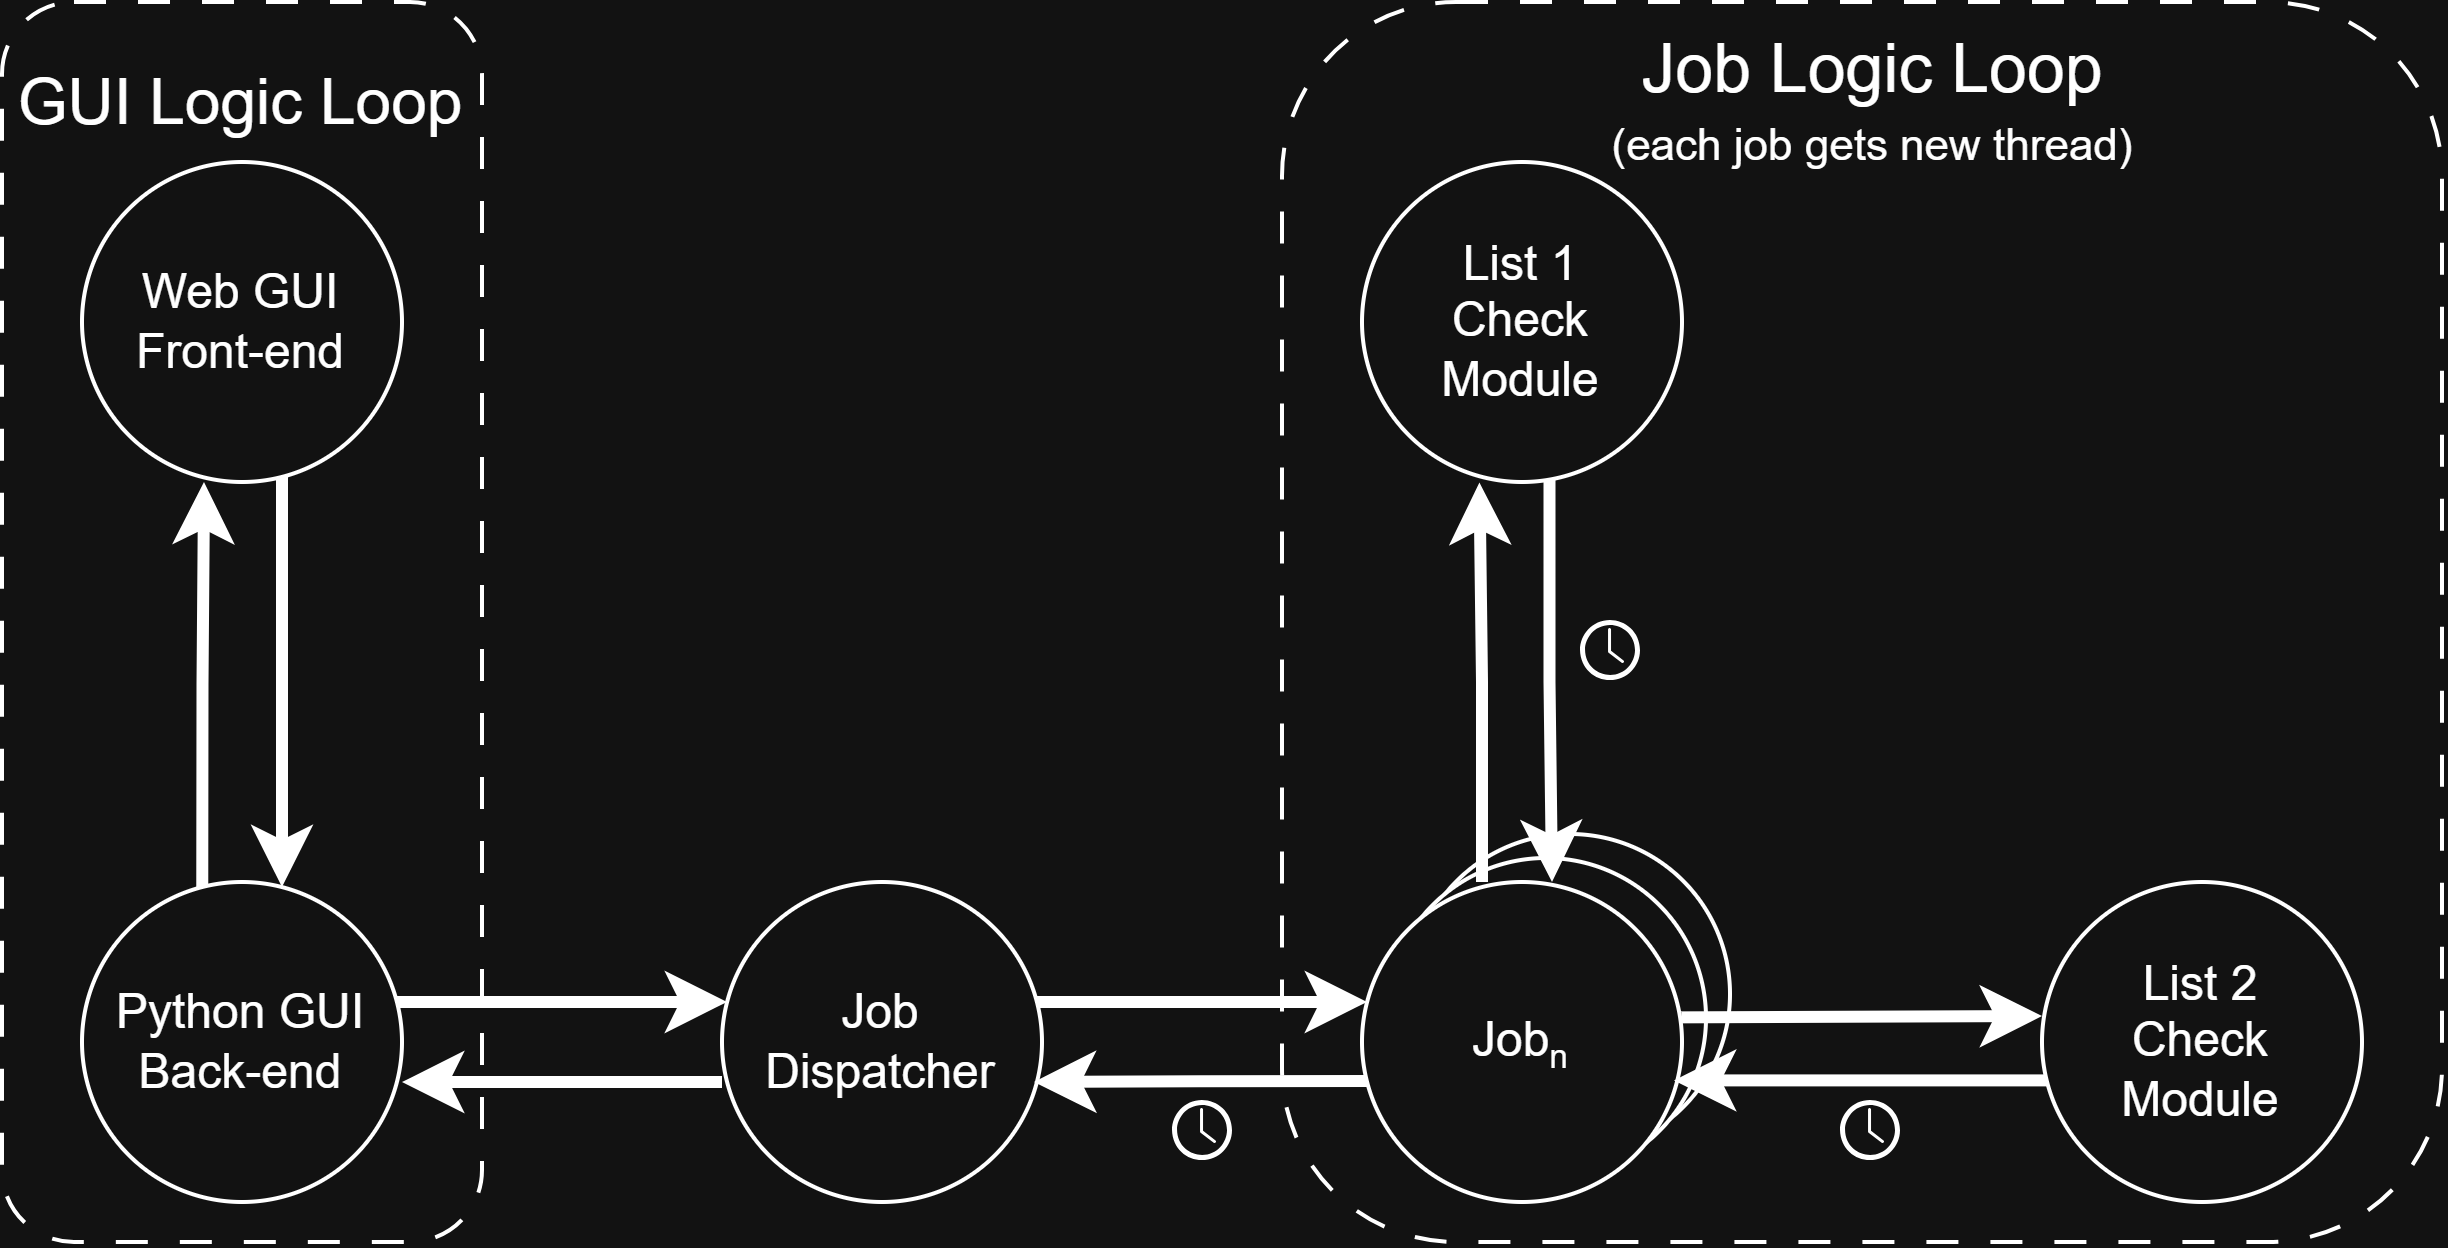 GUI Logic Loop
Web GUI
Front-end
Python GUI
Back-end
Job
Dispatcher
Job Logic Loop
(each job gets new thread)
List 1
Check
Module
Jobₙ
List 2
Check
Module